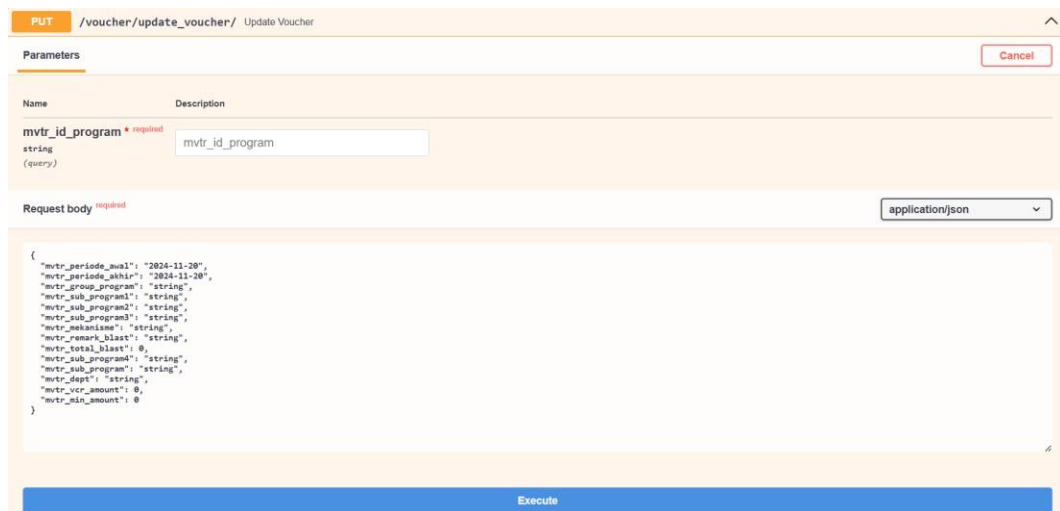 PUT /voucher/update_voucher/ Update Voucher
Parameters Cancel
Name Description
mvtr_id_program * required mvtr_id_program
string
(query)
Request body required application/json
{
"mvtr_periode_awal": "2024-11-20",
"mvtr_periode_akhir": "2024-11-20",
"mvtr_group_program": "string",
"mvtr_sub_program1": "string",
"mvtr_sub_program2": "string",
"mvtr_sub_program3": "string",
"mvtr_mekanisme": "string",
"mvtr_remark_blast": "string",
"mvtr_total_blast": 0,
"mvtr_sub_program4": "string",
"mvtr_sub_program": "string",
"mvtr_dept": "string",
"mvtr_vcr_amount": 0,
"mvtr_min_amount": 0
}
Execute